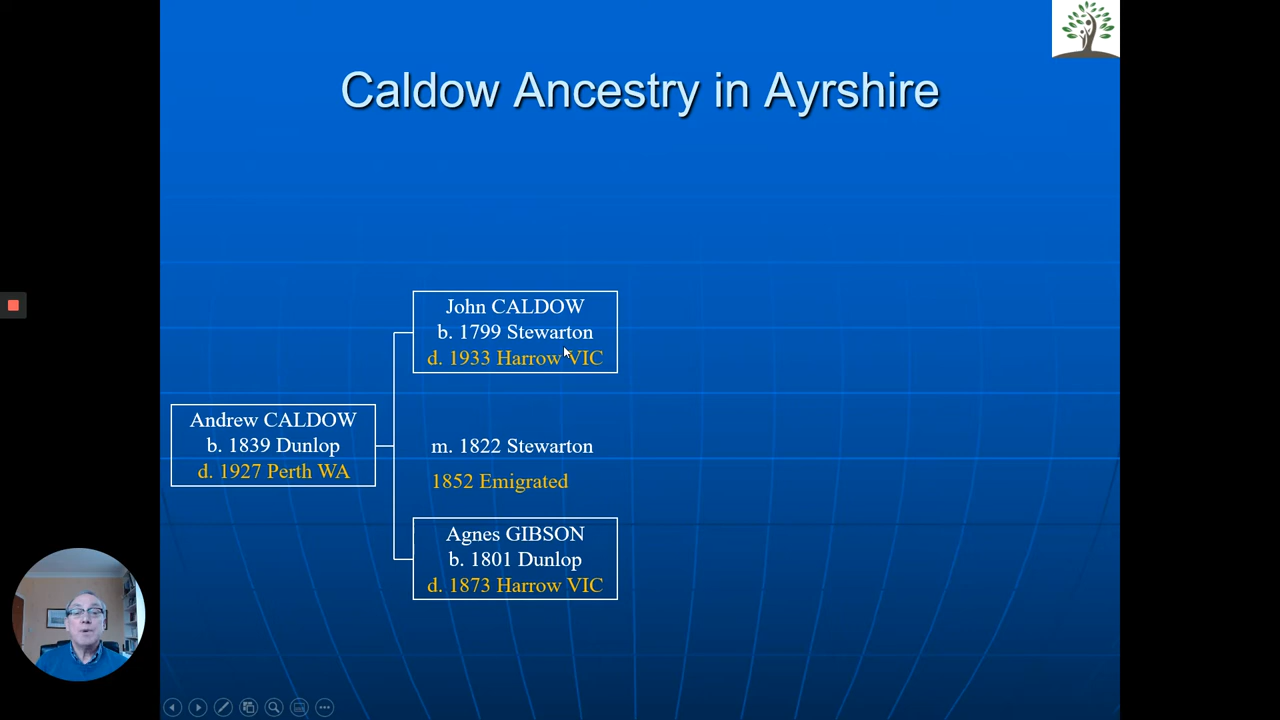 Caldow Ancestry in Ayrshire
John CALDOW
b. 1799 Stewarton
d. 1933 Harrow VIC
Andrew CALDOW
b. 1839 Dunlop
d. 1927 Perth WA
m. 1822 Stewarton
1852 Emigrated
Agnes GIBSON
b. 1801 Dunlop
d. 1873 Harrow VIC